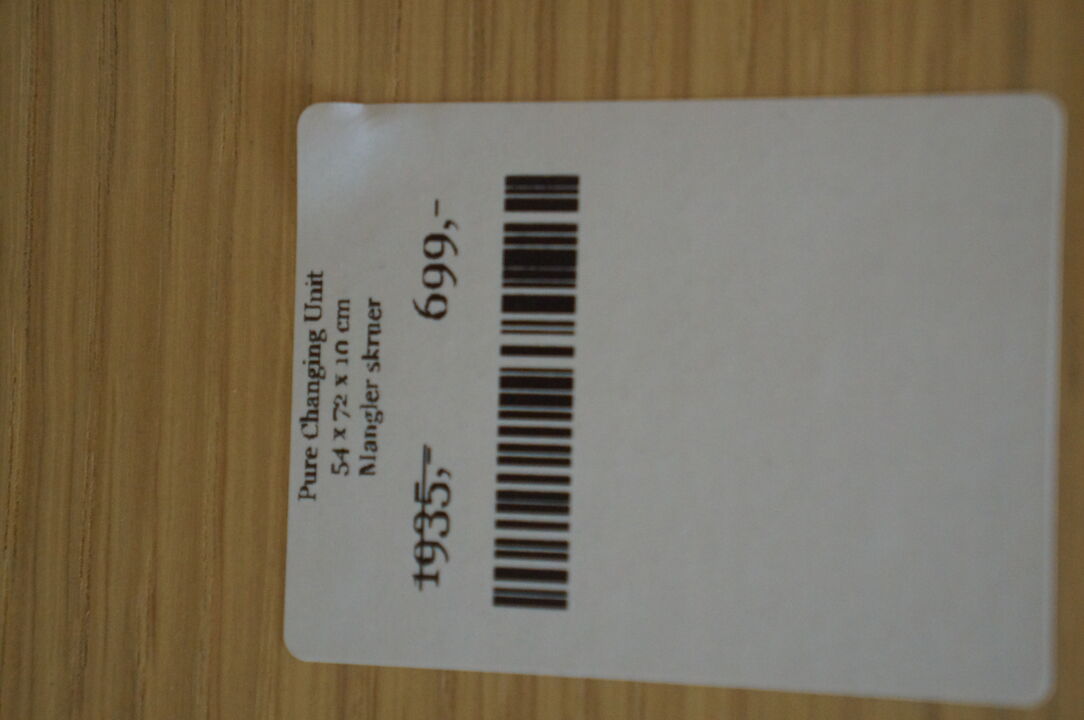 Pure Changing Unit
54 x 72 x 10 cm
Mangler skruer
1935,- 699,-